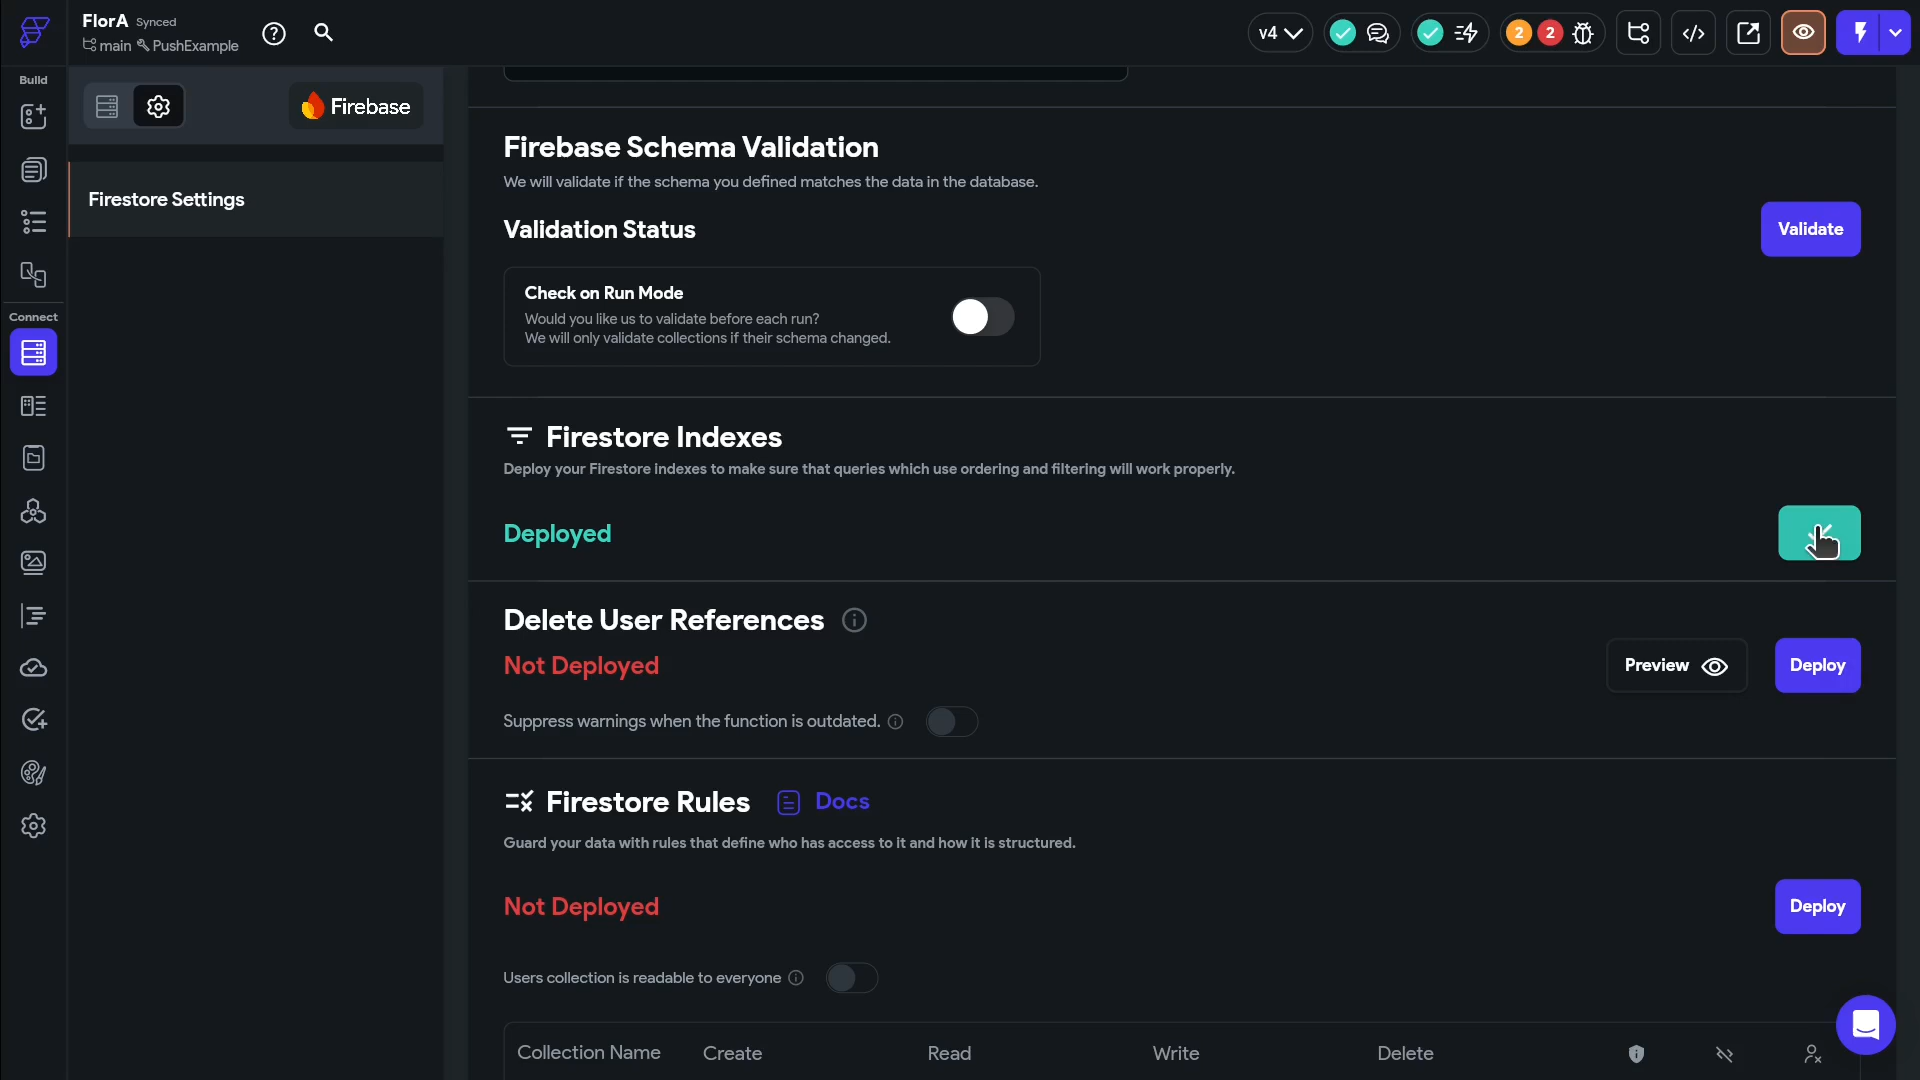 FlorA Synced
main PushExample
v4
2
2
Build
Connect
Firebase
Firestore Settings
Firebase Schema Validation
We will validate if the schema you defined matches the data in the database.
Validation Status
Validate
Check on Run Mode
Would you like us to validate before each run?
We will only validate collections if their schema changed.
Firestore Indexes
Deploy your Firestore indexes to make sure that queries which use ordering and filtering will work properly.
Deployed
Delete User References
Not Deployed
Preview
Deploy
Suppress warnings when the function is outdated.
Firestore Rules
Docs
Guard your data with rules that define who has access to it and how it is structured.
Not Deployed
Deploy
Users collection is readable to everyone
Collection Name Create Read Write Delete